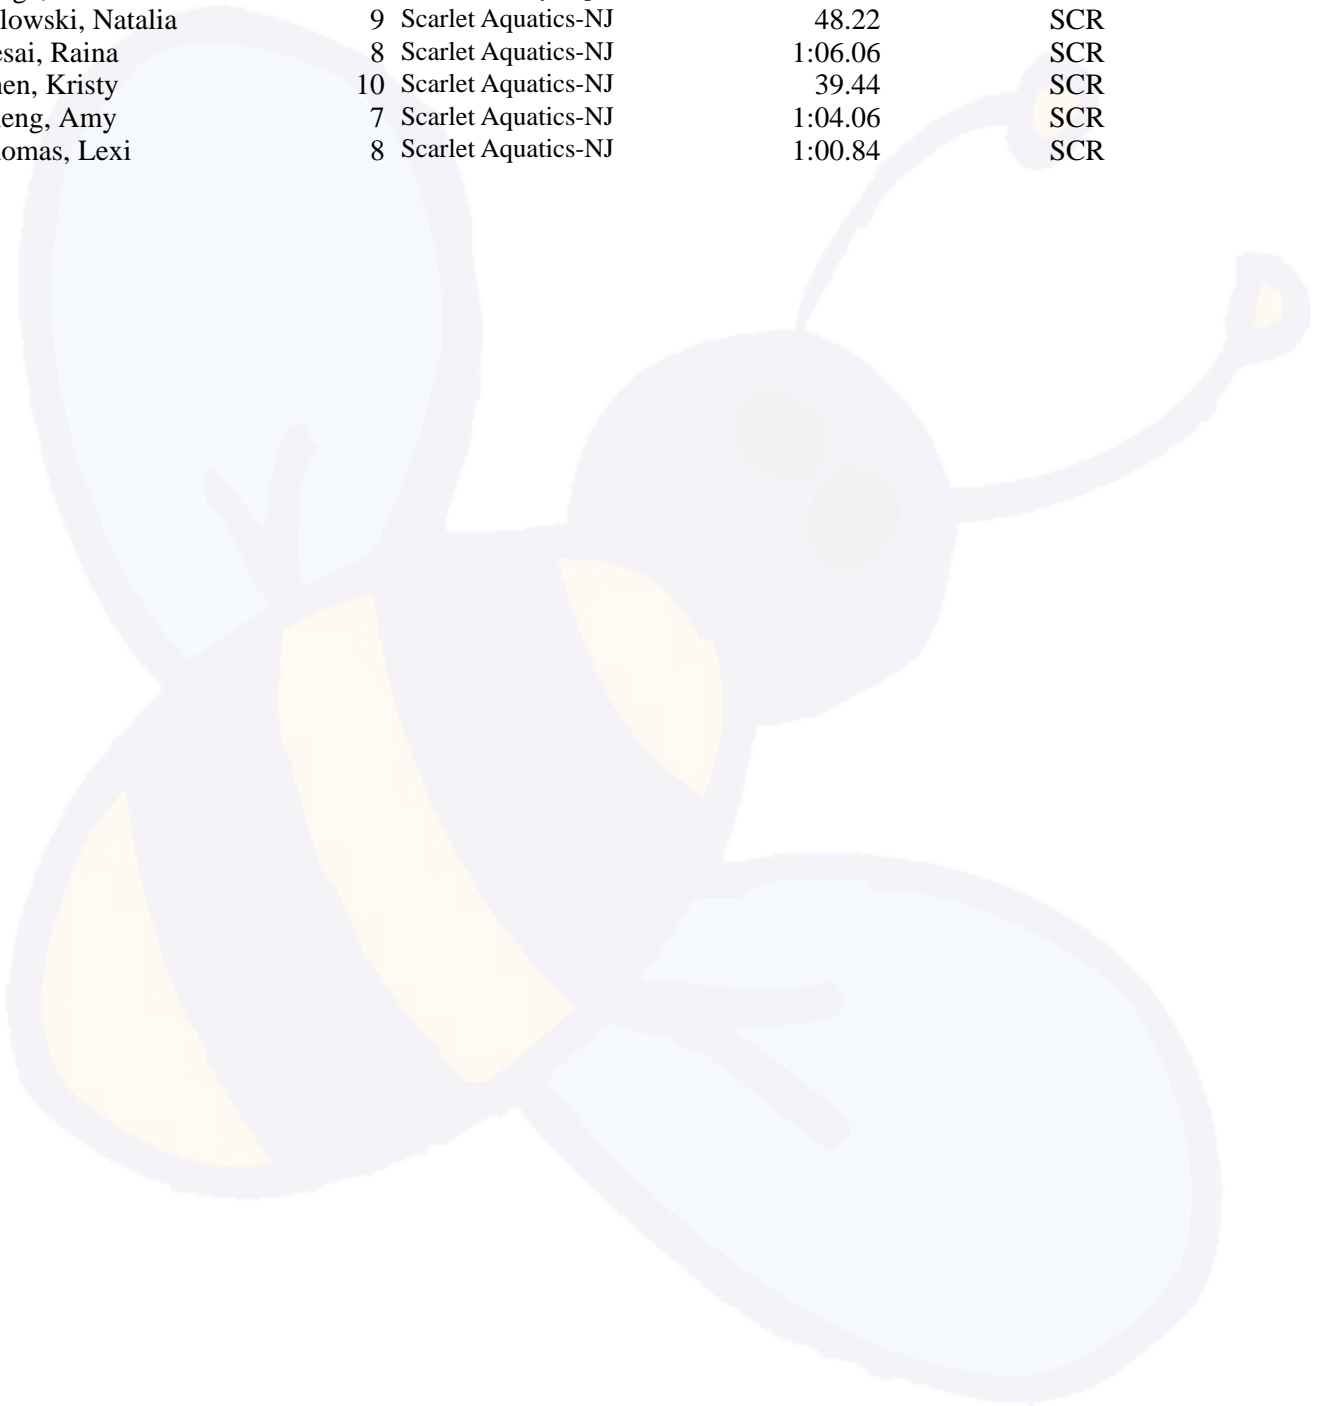 lowski, Natalia 9 Scarlet Aquatics-NJ 48.22 SCR
esai, Raina 8 Scarlet Aquatics-NJ 1:06.06 SCR
hen, Kristy 10 Scarlet Aquatics-NJ 39.44 SCR
eng, Amy 7 Scarlet Aquatics-NJ 1:04.06 SCR
omas, Lexi 8 Scarlet Aquatics-NJ 1:00.84 SCR